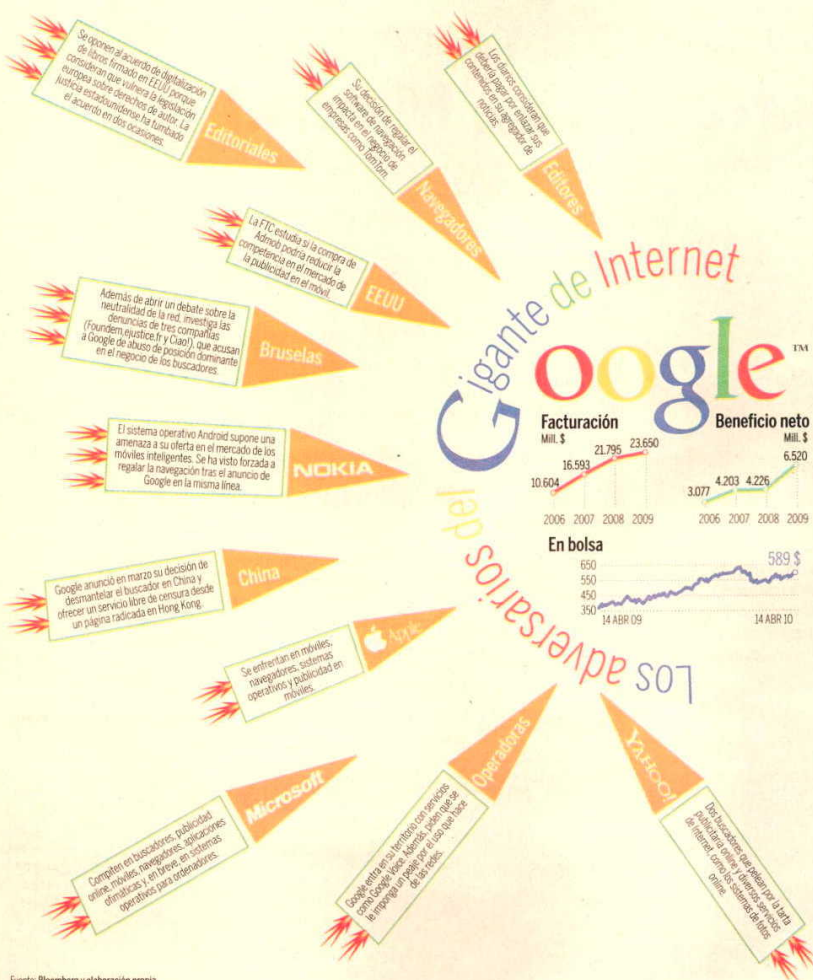 Los adversarios del Gigante de Internet
Google™
Facturación
Mill. $
10.604
16.593
21.795
23.650
2006 2007 2008 2009
Beneficio neto
Mill. $
3.077
4.203
4.226
6.520
2006 2007 2008 2009
En bolsa
650
550
450
350
589 $
14 ABR 09
14 ABR 10
Editores
Los diarios consideran que
debería pagar por enlazar sus
contenidos en su agregador de
noticias.
Navegadores
Su decisión de regalar el
software de navegación
impacta en el negocio de
empresas como TomTom.
Editoriales
Se oponen al acuerdo de digitalización
de libros firmado en EEUU porque
consideran que vulnera la legislación
europea sobre derechos de autor. La
justicia estadounidense ha tumbado
el acuerdo en dos ocasiones.
EEUU
La FTC estudia si la compra de
Admob podría reducir la
competencia en el mercado de
la publicidad en el móvil.
Bruselas
Además de abrir un debate sobre la
neutralidad de la red, investiga las
denuncias de tres compañías
(Foundem,ejustice.fr y Ciao!), que acusan
a Google de abuso de posición dominante
en el negocio de los buscadores.
NOKIA
El sistema operativo Android supone una
amenaza a su oferta en el mercado de los
móviles inteligentes. Se ha visto forzada a
regalar la navegación tras el anuncio de
Google en la misma línea.
China
Google anunció en marzo su decisión de
desmantelar el buscador en China y
ofrecer un servicio libre de censura desde
un página radicada en Hong Kong.
Apple
Se enfrentan en móviles,
navegadores, sistemas
operativos y publicidad en
móviles.
Microsoft
Compiten en buscadores, publicidad
online, móviles, navegadores, aplicaciones
ofimáticas y, en breve, en sistemas
operativos para ordenadores.
Operadoras
Google entra en su territorio con servicios
como Google Voice. Además, piden que se
le imponga un peaje por el uso que hace
de las redes.
YAHOO!
Dos buscadores que pelean por la tarta
publicitaria online y diversos servicios
de Internet, como los sistemas de fotos
online.
Fuente: Bloomberg y elaboración propia